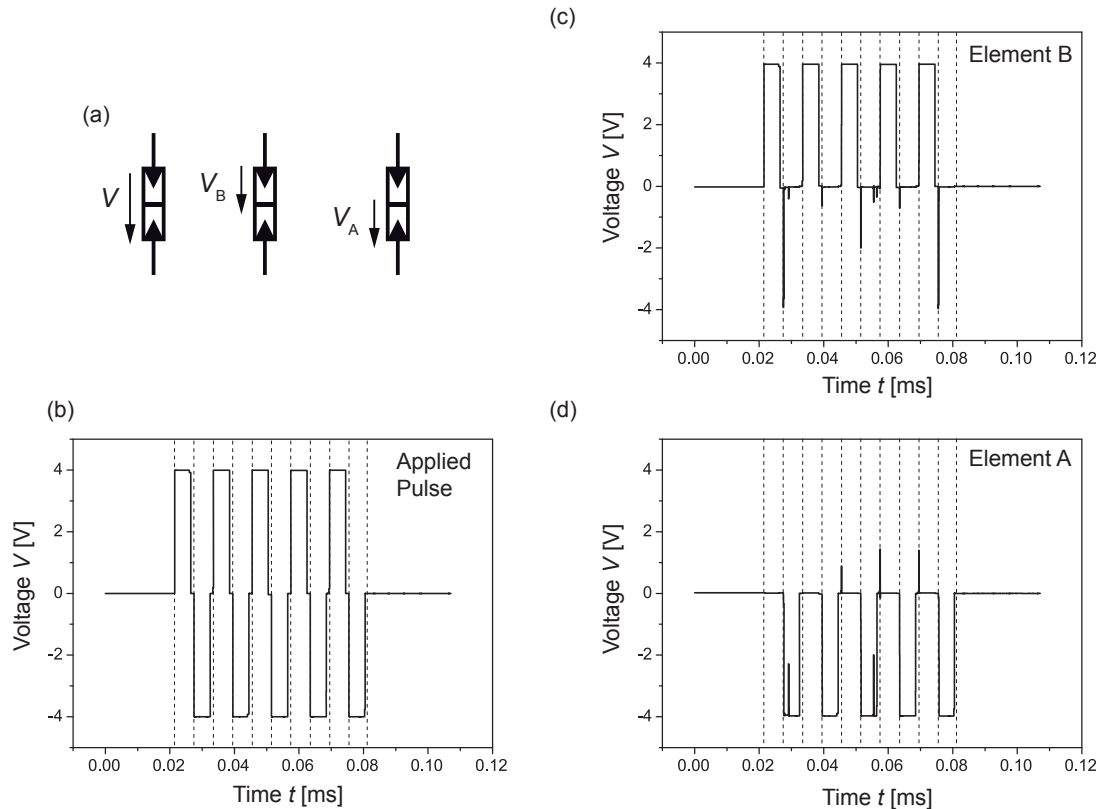 (a)
V
V_B
V_A
(b)
Applied
Pulse
Voltage V [V]
4
2
0
-2
-4
0.00 0.02 0.04 0.06 0.08 0.10 0.12
Time t [ms]
(c)
Element B
Voltage V [V]
4
2
0
-2
-4
0.00 0.02 0.04 0.06 0.08 0.10 0.12
Time t [ms]
(d)
Element A
Voltage V [V]
4
2
0
-2
-4
0.00 0.02 0.04 0.06 0.08 0.10 0.12
Time t [ms]